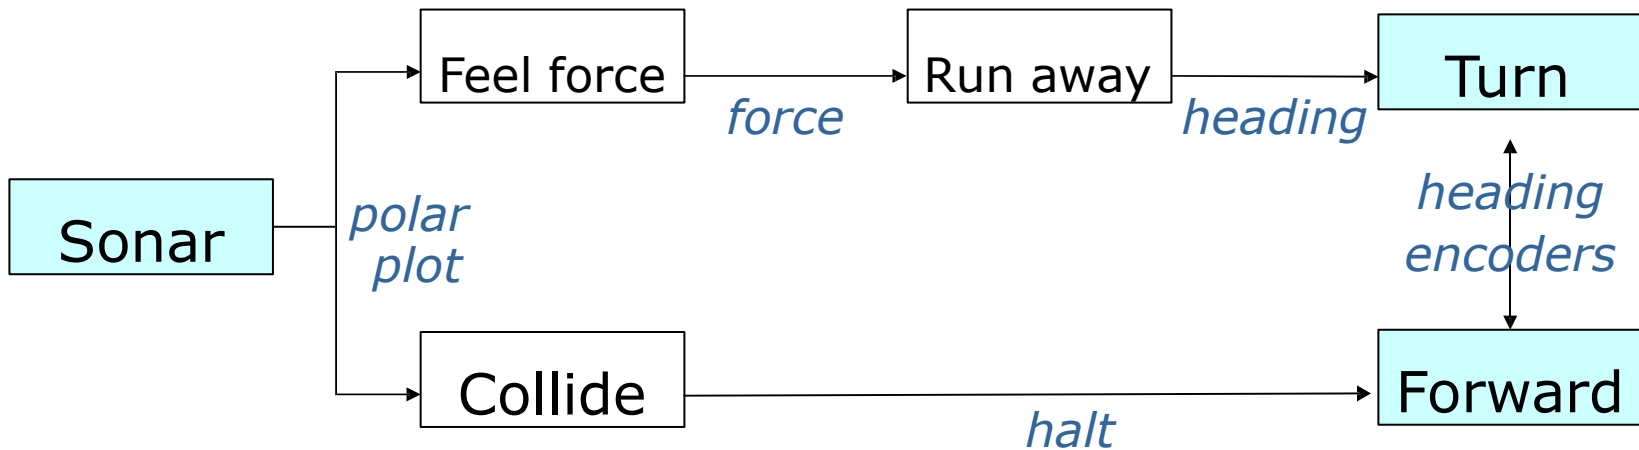 Feel force
Run away
Turn
force
heading
Sonar
polar
plot
heading
encoders
Collide
Forward
halt